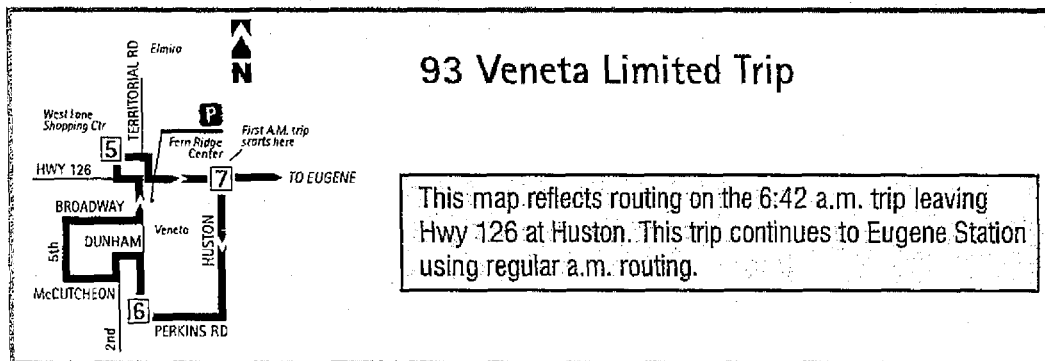 93 Veneta Limited Trip
This map reflects routing on the 6:42 a.m. trip leaving
Hwy 126 at Huston. This trip continues to Eugene Station
using regular a.m. routing.
Elmira
TERRITORIAL RD
N
P
West Lane
Shopping Ctr
Fern Ridge
Center
First A.M. trip
starts here
5
HWY 126
7
TO EUGENE
BROADWAY
Veneta
HUSTON
DUNHAM
5th
McCUTCHEON
6
2nd
PERKINS RD